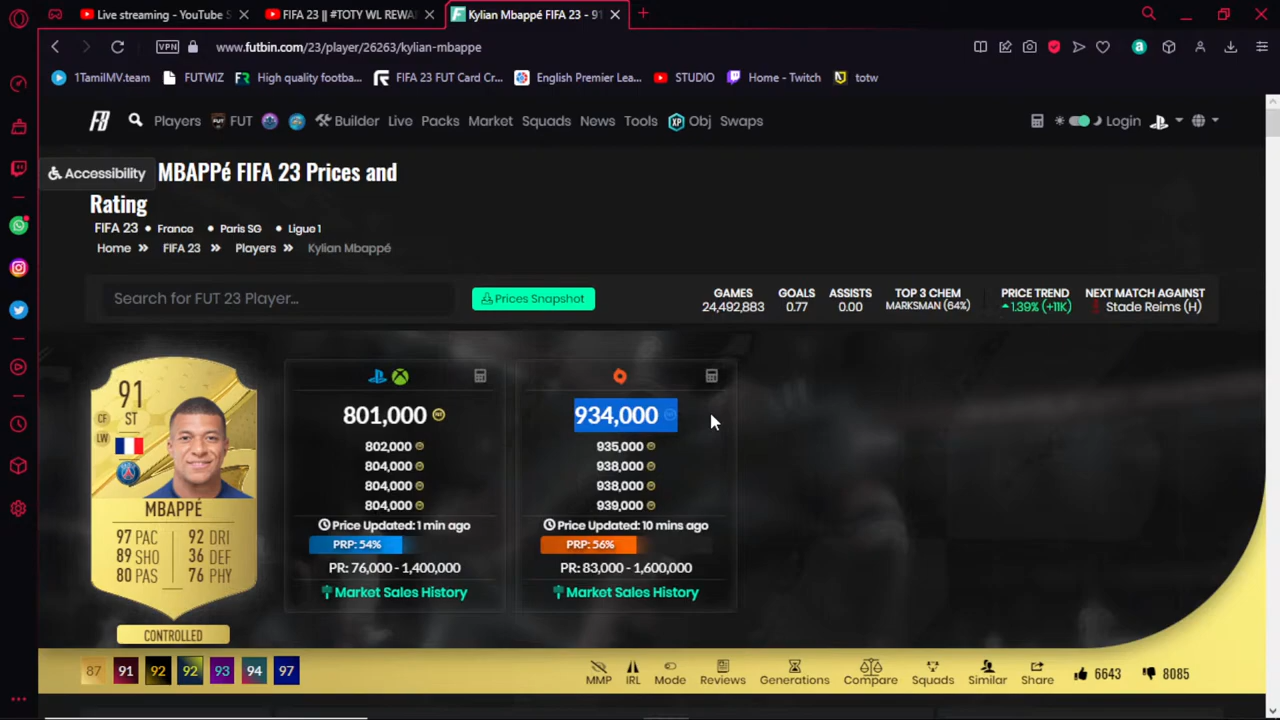 Live streaming - YouTube S
FIFA 23 || #TOTY WL REWA
Kylian Mbappé FIFA 23 - 91
VPN www.futbin.com/23/player/26263/kylian-mbappe
1TamilMV.team FUTWIZ High quality footba... FIFA 23 FUT Card Cr... English Premier Lea... STUDIO Home - Twitch totw
Players FUT Builder Live Packs Market Squads News Tools XP Obj Swaps Login
Accessibility MBAPPé FIFA 23 Prices and
Rating
FIFA 23 • France • Paris SG • Ligue 1
Home » FIFA 23 » Players » Kylian Mbappé
Search for FUT 23 Player...
Prices Snapshot
GAMES
24,492,883
GOALS
0.77
ASSISTS
0.00
TOP 3 CHEM
MARKSMAN (64%)
PRICE TREND
1.39% (+11K)
NEXT MATCH AGAINST
Stade Reims (H)
91
ST
CF
LW
MBAPPÉ
97 PAC 92 DRI
89 SHO 36 DEF
80 PAS 76 PHY
CONTROLLED
801,000
802,000
804,000
804,000
804,000
Price Updated: 1 min ago
PRP: 54%
PR: 76,000 - 1,400,000
Market Sales History
934,000
935,000
938,000
938,000
939,000
Price Updated: 10 mins ago
PRP: 56%
PR: 83,000 - 1,600,000
Market Sales History
87 91 92 92 93 94 97
MMP IRL Mode Reviews Generations Compare Squads Similar Share 6643 8085